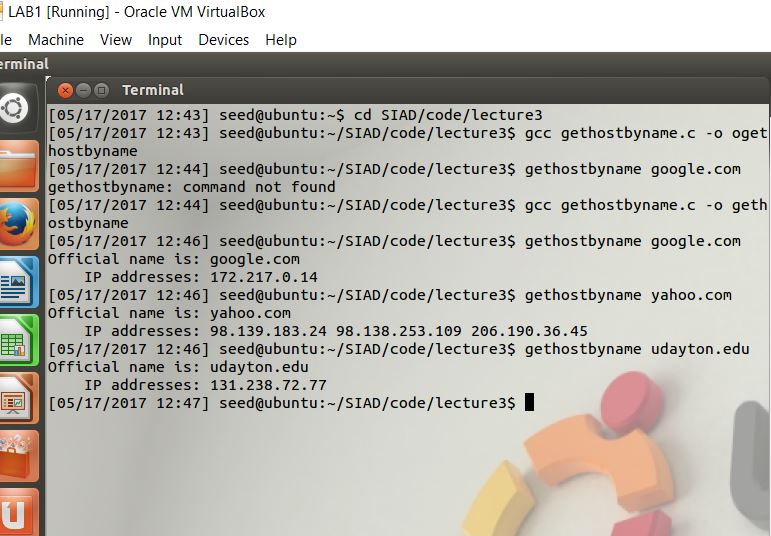 LAB1 [Running] - Oracle VM VirtualBox
le Machine View Input Devices Help
erminal
Terminal
[05/17/2017 12:43] seed@ubuntu:~$ cd SIAD/code/lecture3
[05/17/2017 12:43] seed@ubuntu:~/SIAD/code/lecture3$ gcc gethostbyname.c -o oget
hostbyname
[05/17/2017 12:44] seed@ubuntu:~/SIAD/code/lecture3$ gethostbyname google.com
gethostbyname: command not found
[05/17/2017 12:44] seed@ubuntu:~/SIAD/code/lecture3$ gcc gethostbyname.c -o geth
ostbyname
[05/17/2017 12:46] seed@ubuntu:~/SIAD/code/lecture3$ gethostbyname google.com
Official name is: google.com
    IP addresses: 172.217.0.14
[05/17/2017 12:46] seed@ubuntu:~/SIAD/code/lecture3$ gethostbyname yahoo.com
Official name is: yahoo.com
    IP addresses: 98.139.183.24 98.138.253.109 206.190.36.45
[05/17/2017 12:46] seed@ubuntu:~/SIAD/code/lecture3$ gethostbyname udayton.edu
Official name is: udayton.edu
    IP addresses: 131.238.72.77
[05/17/2017 12:47] seed@ubuntu:~/SIAD/code/lecture3$